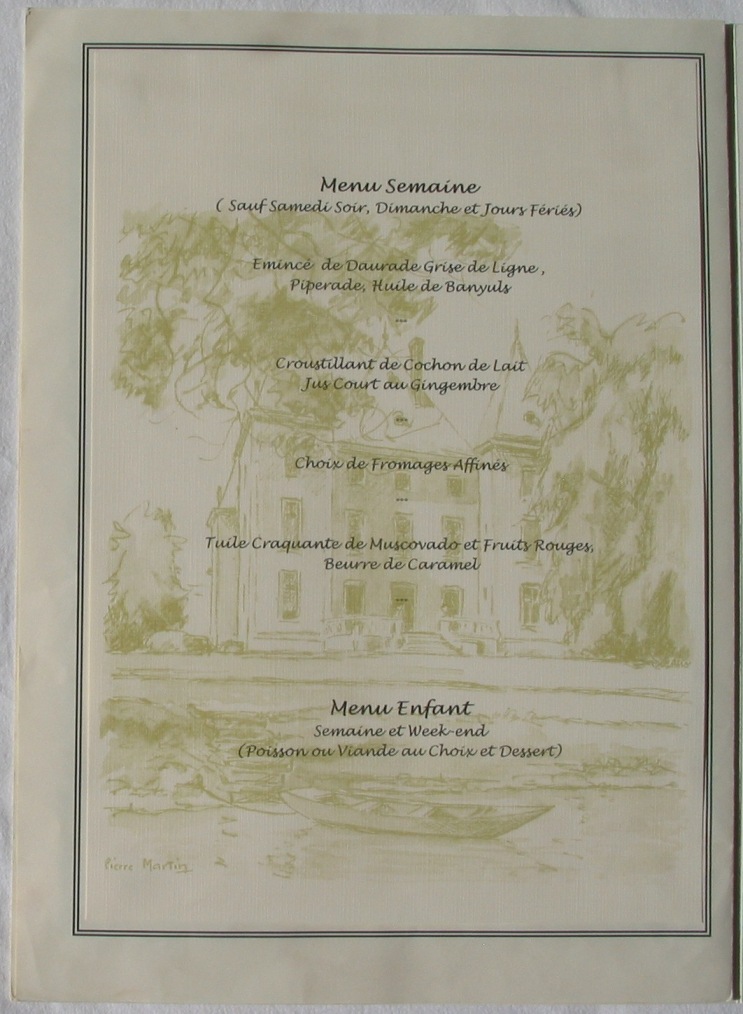 Menu Semaine
( Sauf Samedi Soir, Dimanche et Jours Fériés)
Emincé de Daurade Grise de Ligne ,
Piperade, Huile de Banyuls
---
Croustillant de Cochon de Lait
Jus Court au Gingembre
---
Choix de Fromages Affinés
---
Tuile Craquante de Muscovado et Fruits Rouges,
Beurre de Caramel
---
Menu Enfant
Semaine et Week-end
(Poisson ou Viande au Choix et Dessert)
Pierre Martin